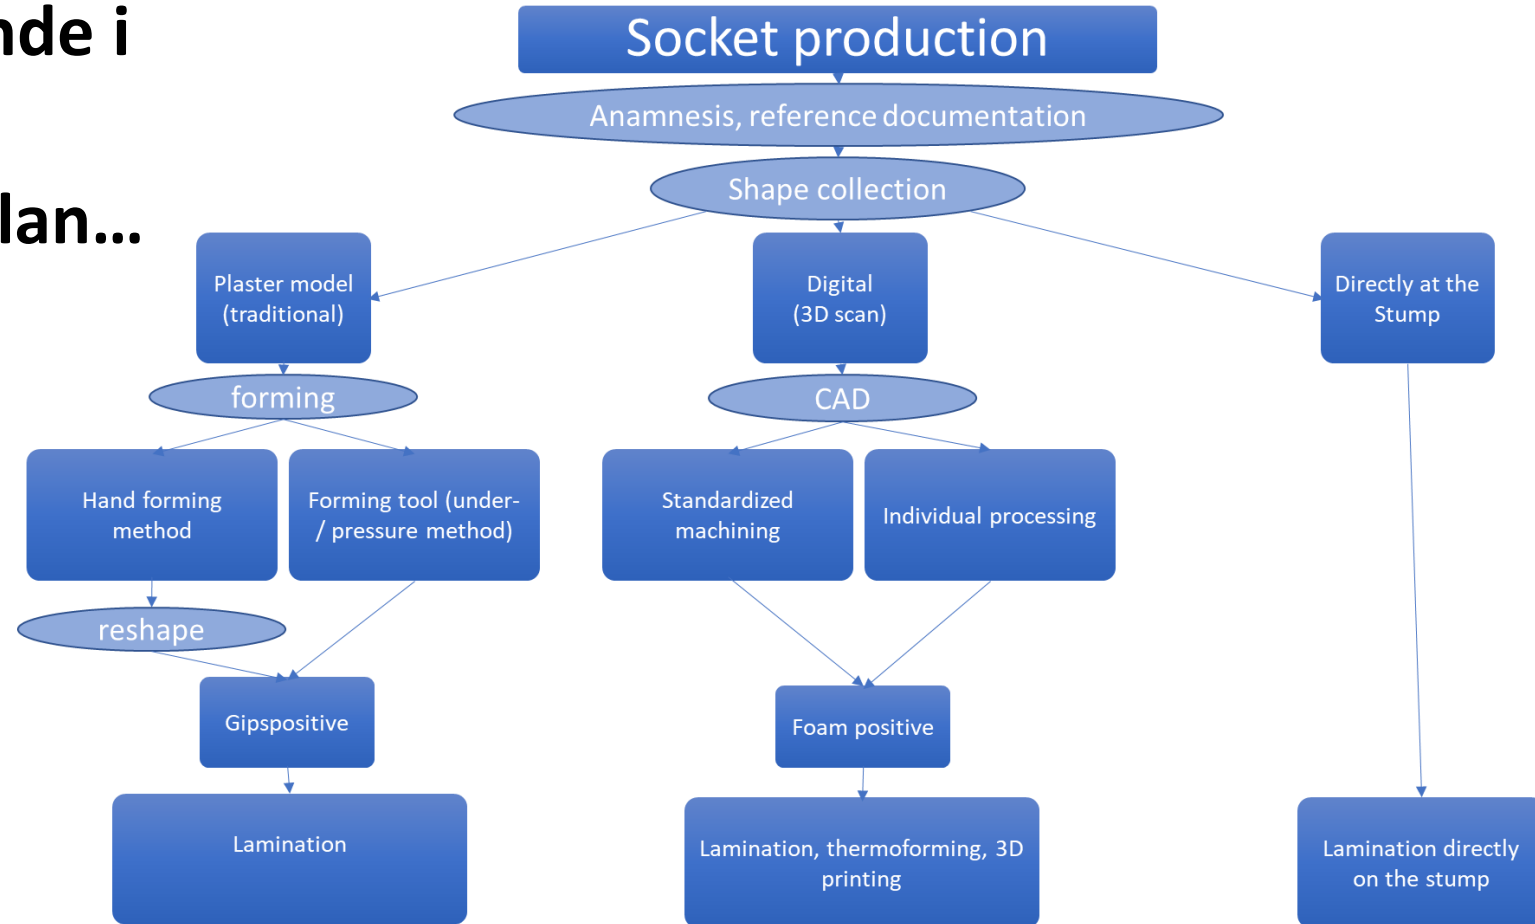 nde i
lan…
Socket production
Anamnesis, reference documentation
Shape collection
Plaster model
(traditional)
Digital
(3D scan)
Directly at the
Stump
forming
CAD
Hand forming
method
Forming tool (under-
/ pressure method)
Standardized
machining
Individual processing
reshape
Gipspositive
Foam positive
Lamination
Lamination, thermoforming, 3D
printing
Lamination directly
on the stump